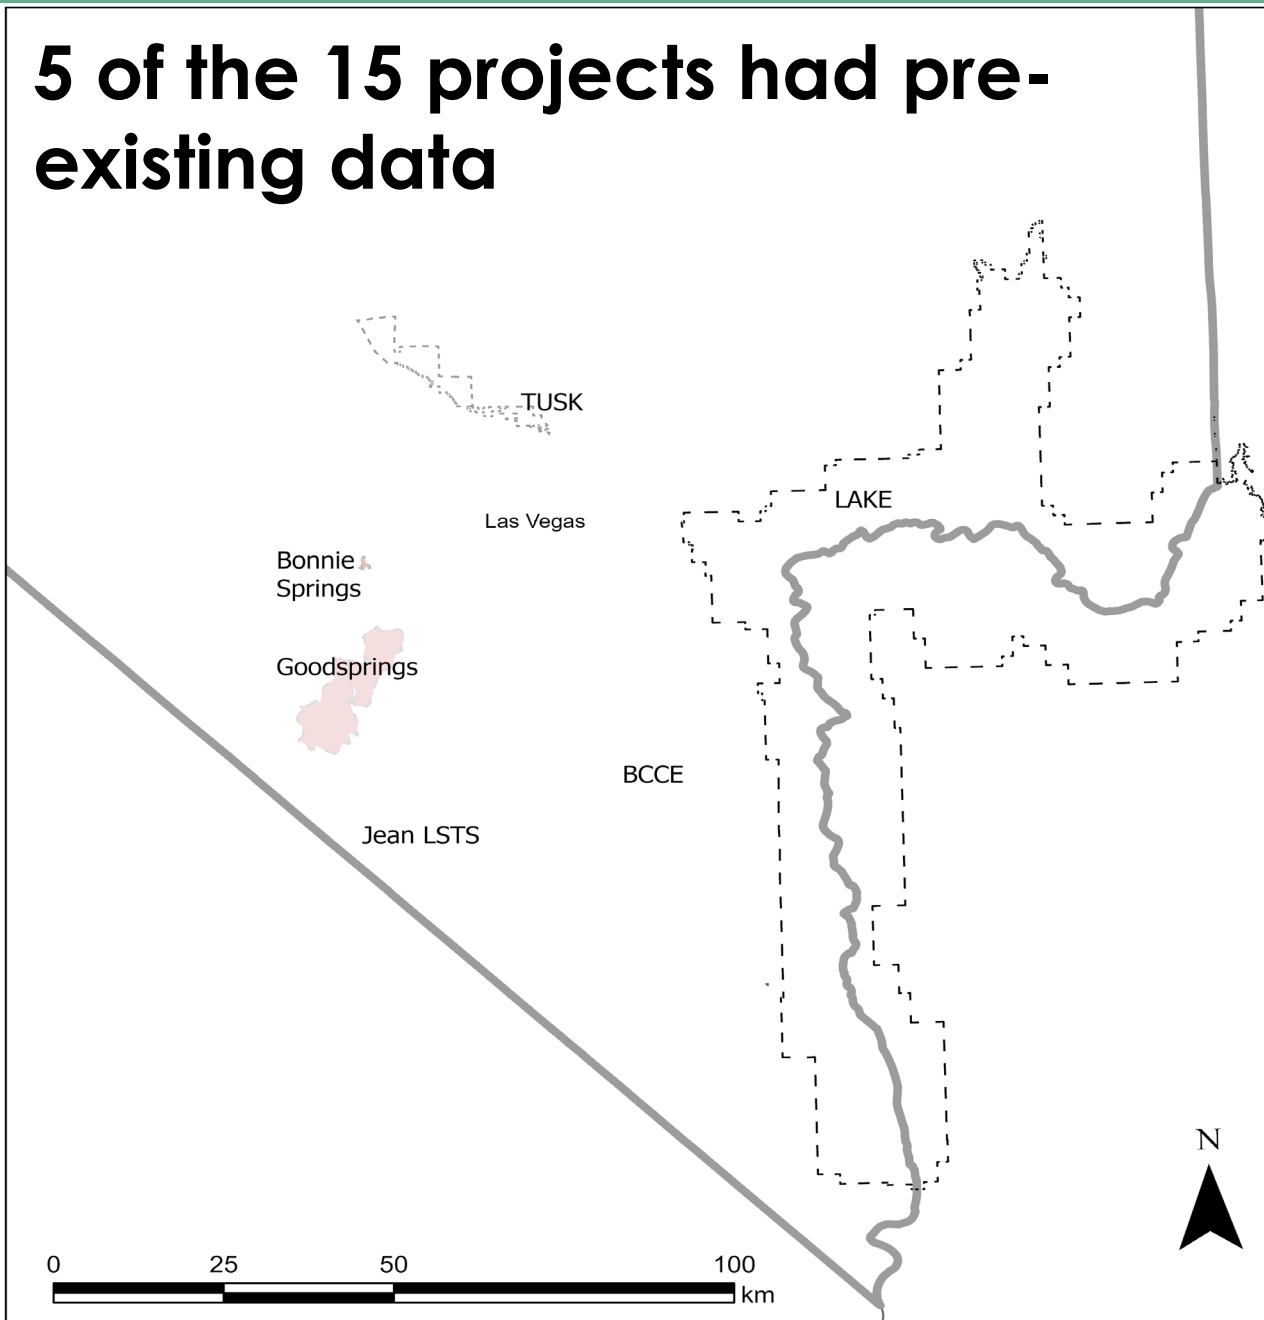 5 of the 15 projects had pre-
existing data
TUSK
LAKE
Las Vegas
Bonnie
Springs
Goodsprings
BCCE
Jean LSTS
N
0 25 50 100
km